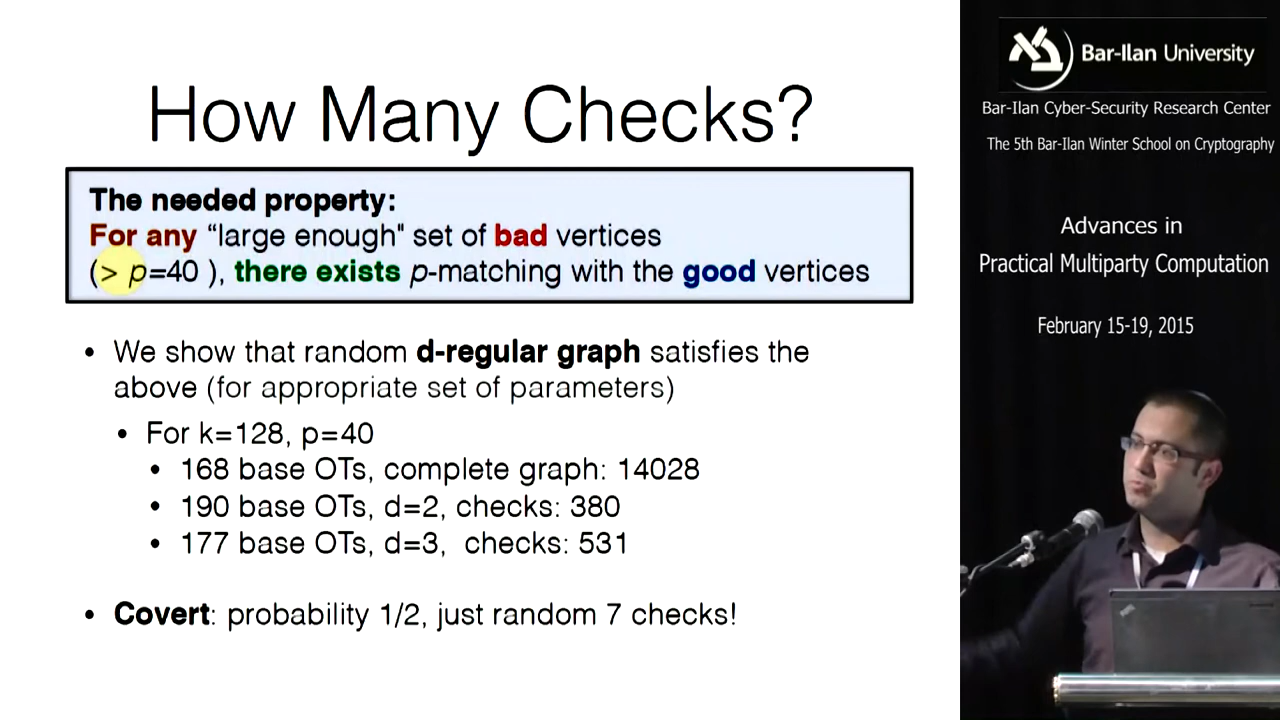 How Many Checks?
The needed property:
For any “large enough" set of bad vertices
(> p=40 ), there exists p-matching with the good vertices
• We show that random d-regular graph satisfies the
above (for appropriate set of parameters)
• For k=128, p=40
• 168 base OTs, complete graph: 14028
• 190 base OTs, d=2, checks: 380
• 177 base OTs, d=3, checks: 531
• Covert: probability 1/2, just random 7 checks!
Bar-Ilan University
Bar-Ilan Cyber-Security Research Center
The 5th Bar-Ilan Winter School on Cryptography
Advances in
Practical Multiparty Computation
February 15-19, 2015